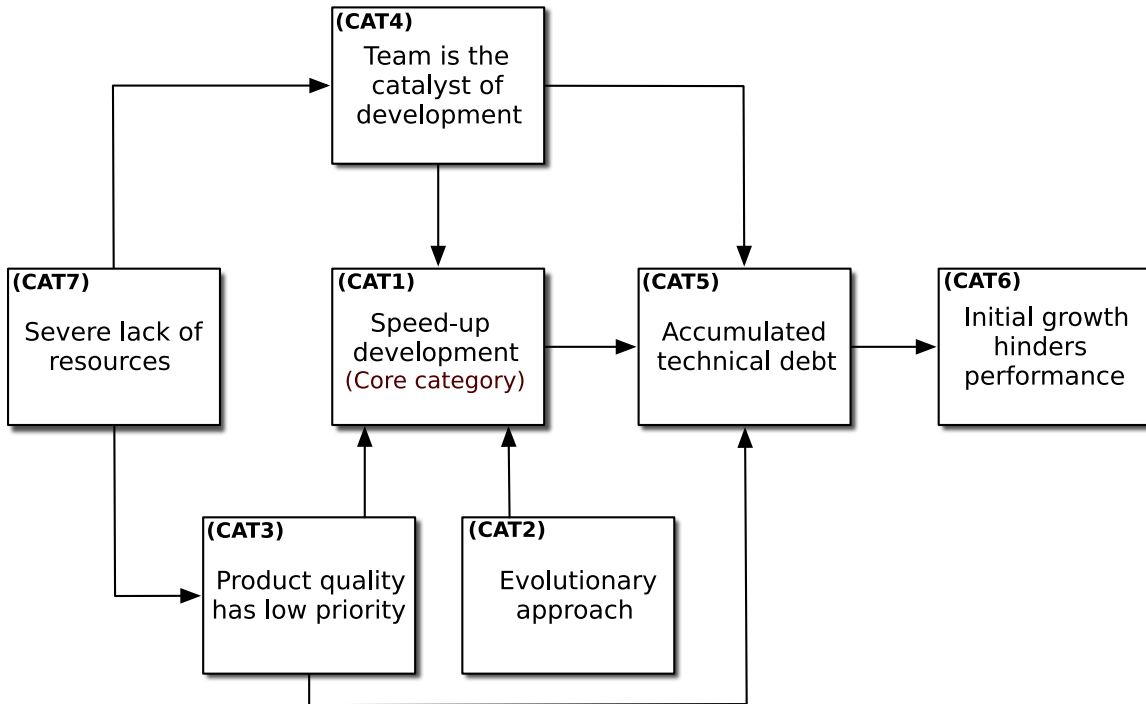 (CAT4)
Team is the
catalyst of
development
(CAT7)
Severe lack of
resources
(CAT1)
Speed-up
development
(Core category)
(CAT5)
Accumulated
technical debt
(CAT6)
Initial growth
hinders
performance
(CAT3)
Product quality
has low priority
(CAT2)
Evolutionary
approach